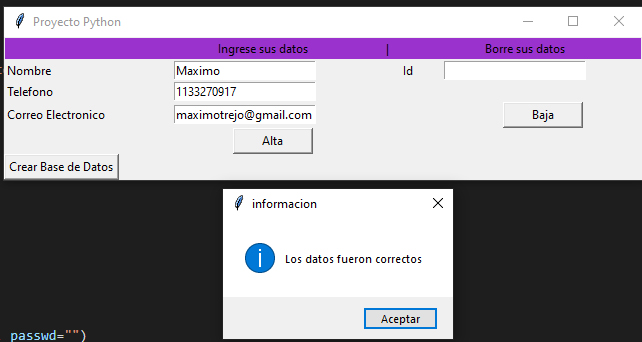 Proyecto Python
Ingrese sus datos | Borre sus datos
Nombre Maximo Id
Telefono 1133270917
Correo Electronico maximotrejo@gmail.com
Baja
Alta
Crear Base de Datos
informacion
Los datos fueron correctos
Aceptar
passwd="")